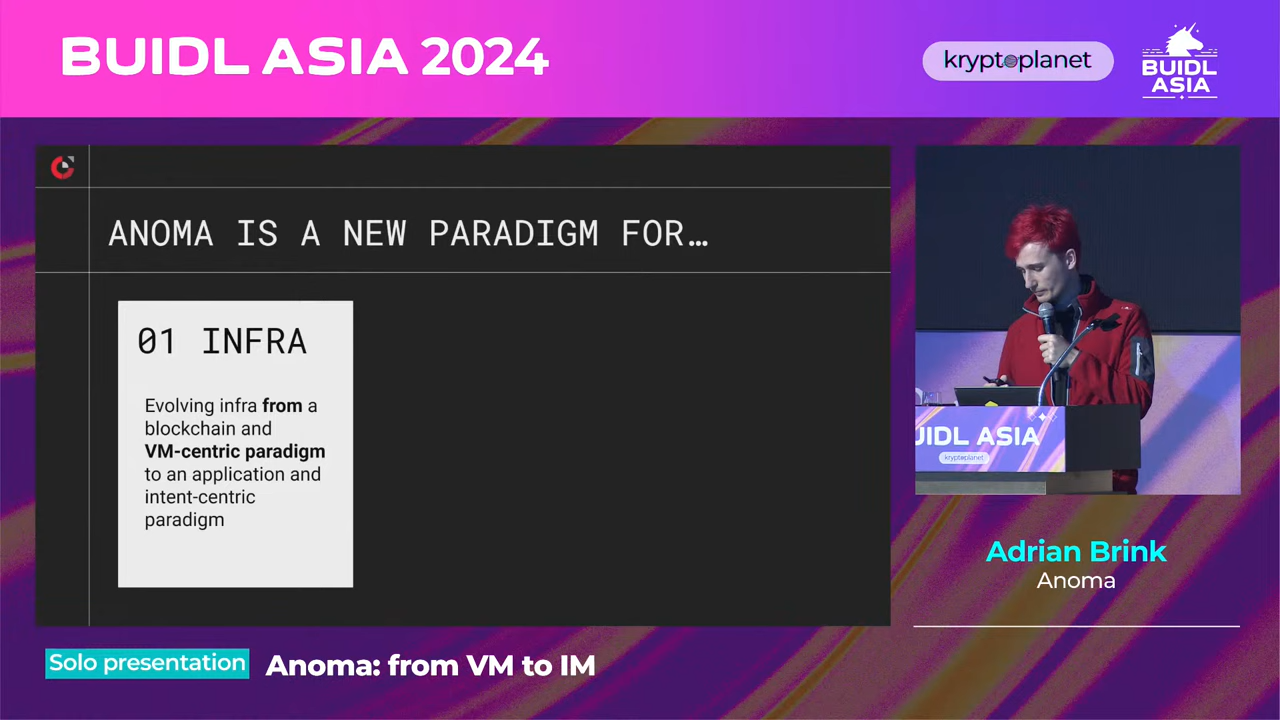 BUIDL ASIA 2024
kryptoplanet
BUIDL
ASIA
ANOMA IS A NEW PARADIGM FOR…
01 INFRA
Evolving infra from a
blockchain and
VM-centric paradigm
to an application and
intent-centric
paradigm
UIDL ASIA
kryptoplanet
Adrian Brink
Anoma
Solo presentation
Anoma: from VM to IM